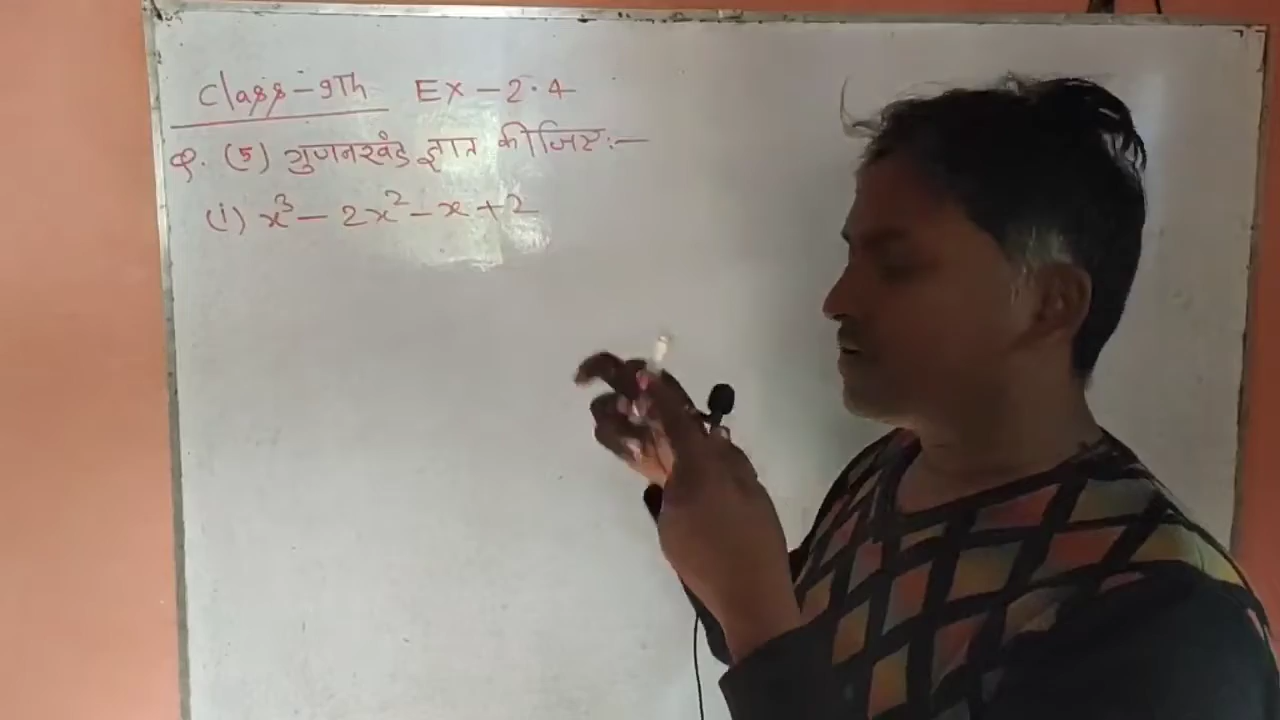 Class-9Th Ex-2.4
प्र. (5) गुणनखंड ज्ञात कीजिए:-
(i) x³ - 2x² - x + 2